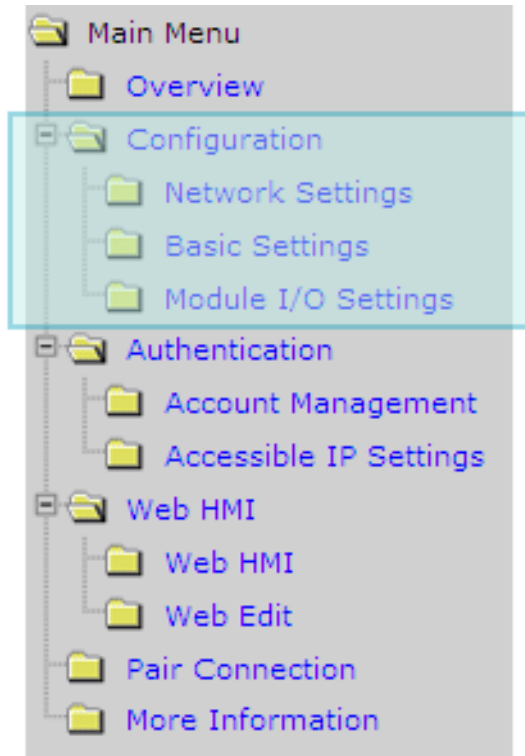 Main Menu
Overview
Configuration
Network Settings
Basic Settings
Module I/O Settings
Authentication
Account Management
Accessible IP Settings
Web HMI
Web HMI
Web Edit
Pair Connection
More Information